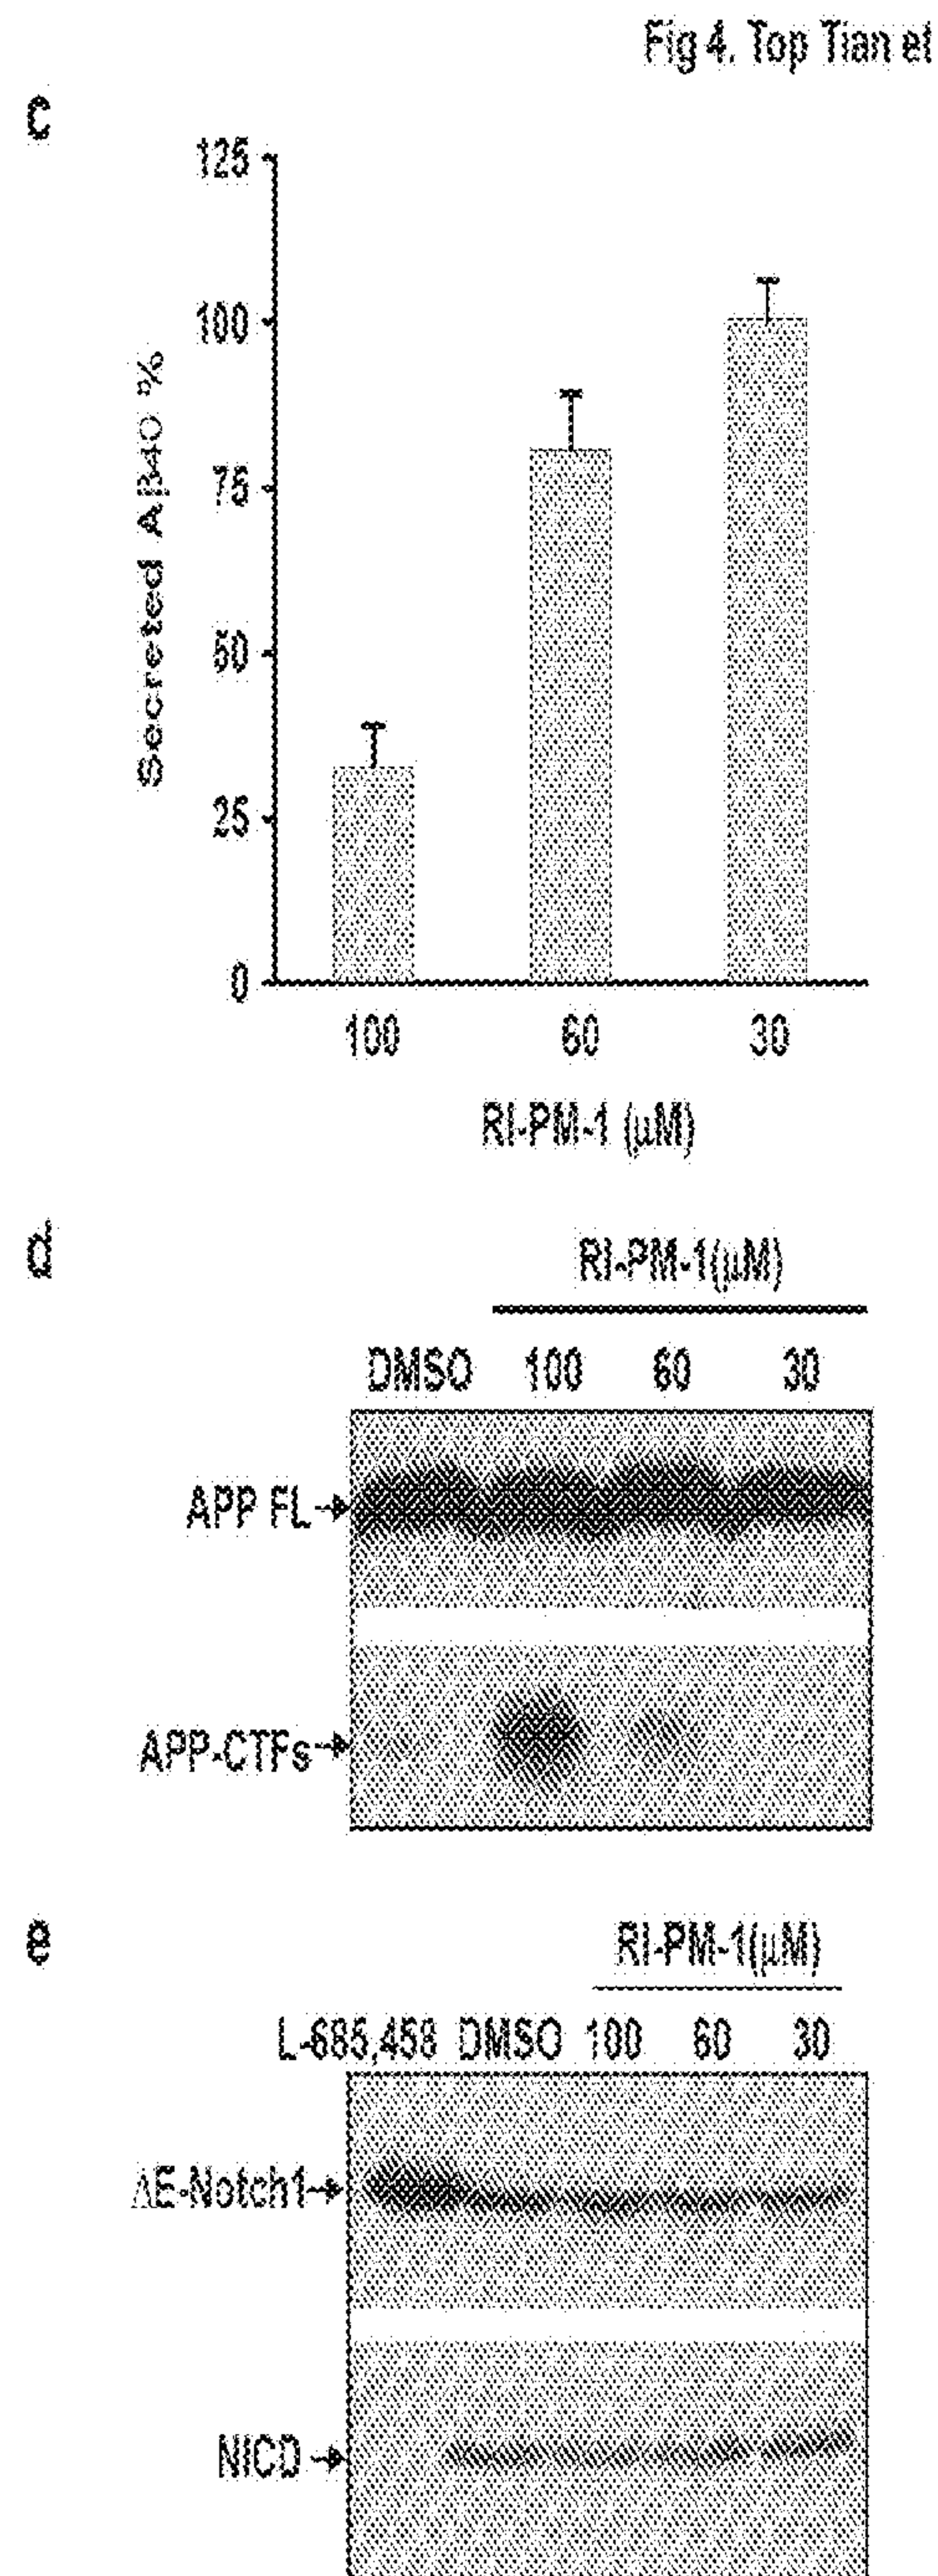 Fig 4. Top Tian et
c
125
100
75
50
25
0
Secreted Aβ40 %
100 60 30
RI-PM-1 (μM)
d
RI-PM-1(μM)
DMSO 100 60 30
APP FL
APP-CTFs
e
RI-PM-1(μM)
L-685,458 DMSO 100 60 30
ΔE-Notch1
NICD